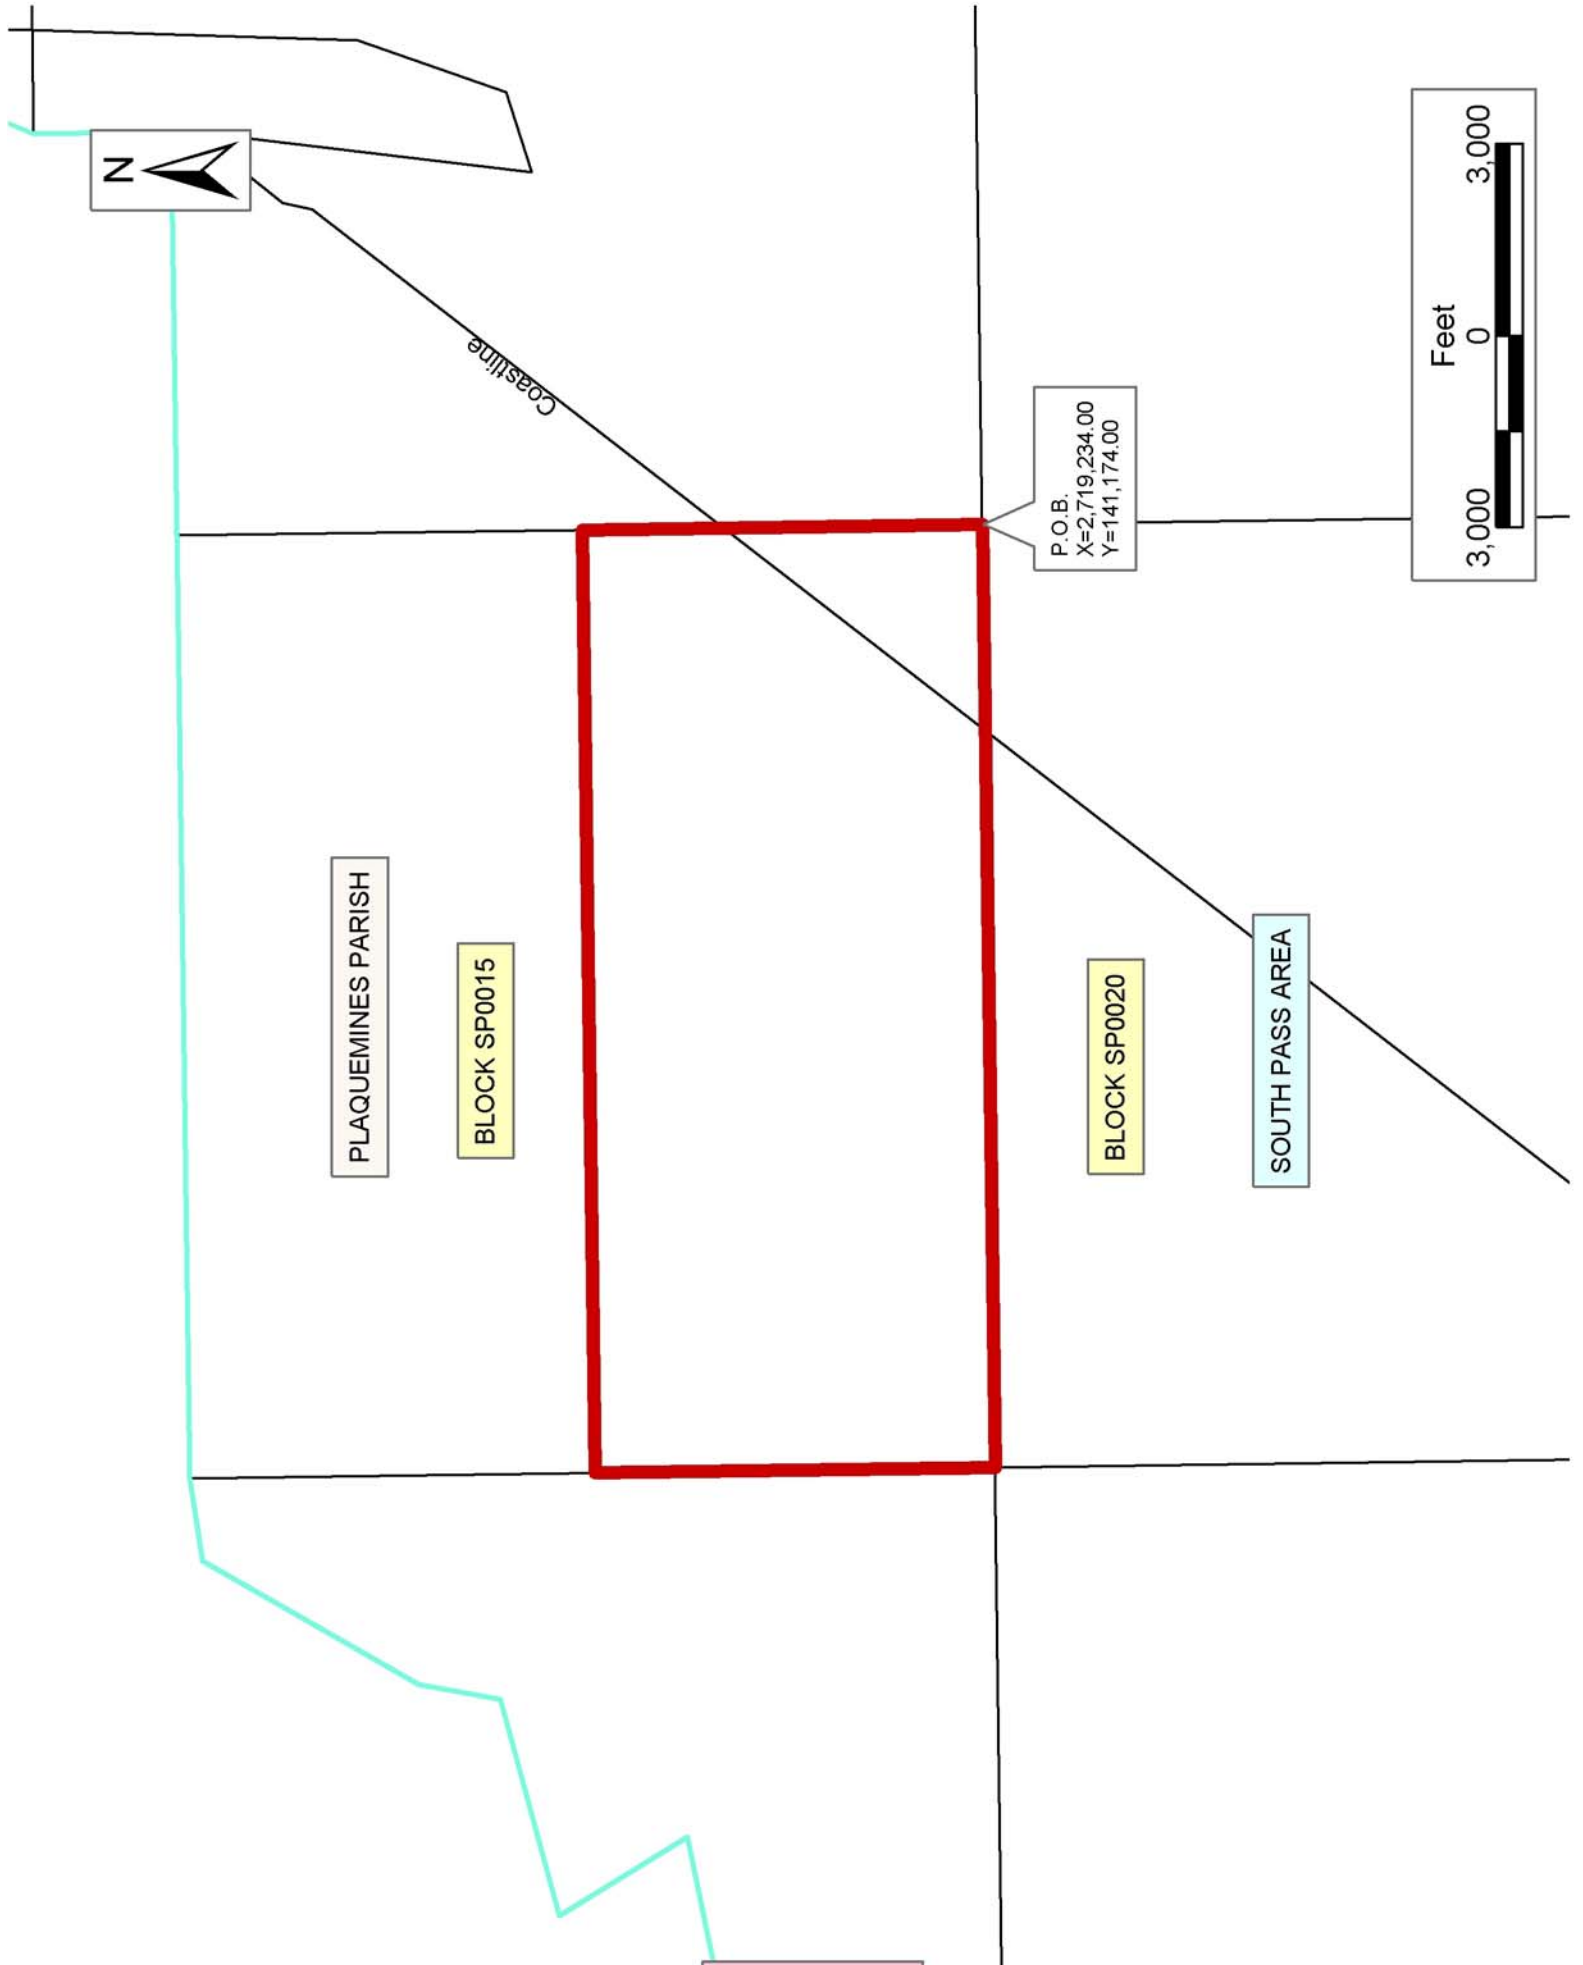 N
Coastline
PLAQUEMINES PARISH
BLOCK SP0015
P.O.B.
X=2,719,234.00
Y=141,174.00
BLOCK SP0020
SOUTH PASS AREA
Feet
3,000 0 3,000